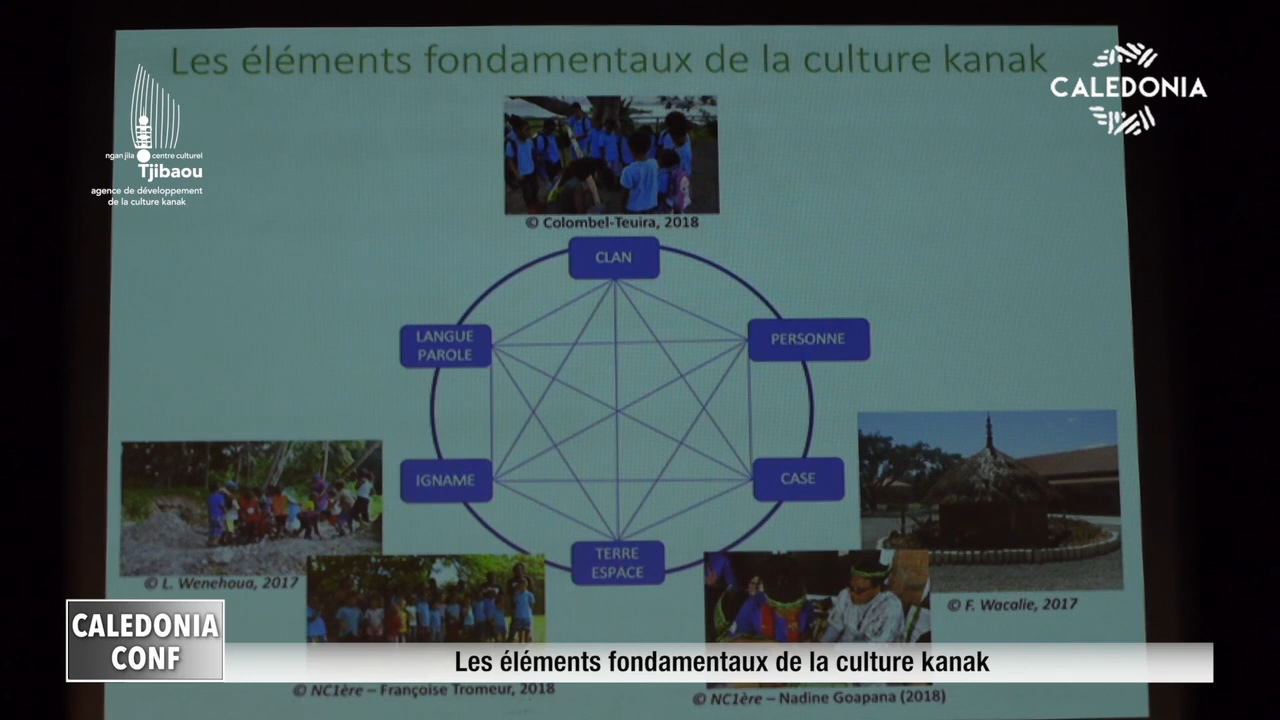 Les éléments fondamentaux de la culture kanak
CALEDONIA
ngan jila centre culturel
Tjibaou
agence de développement
de la culture kanak
© Colombel-Teuira, 2018
CLAN
LANGUE
PAROLE
PERSONNE
IGNAME
CASE
TERRE
ESPACE
© L. Wenehoua, 2017
© F. Wacalie, 2017
CALEDONIA
CONF
Les éléments fondamentaux de la culture kanak
© NC1ère – Françoise Tromeur, 2018
© NC1ère – Nadine Goapana (2018)